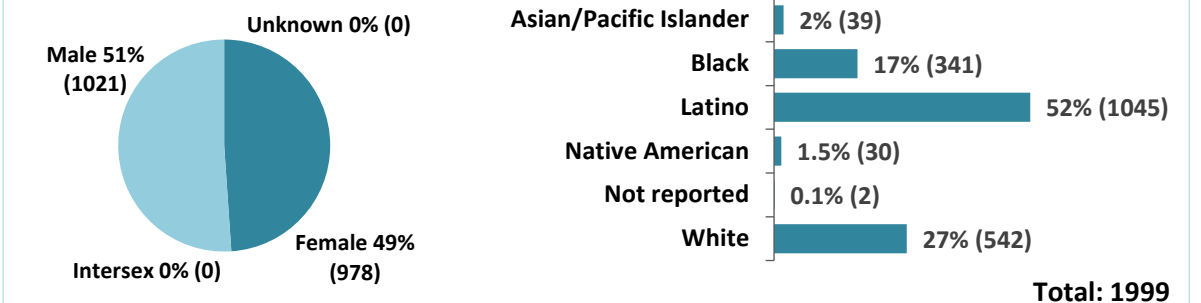 Unknown 0% (0)
Male 51%
(1021)
Female 49%
(978)
Intersex 0% (0)
Asian/Pacific Islander 2% (39)
Black 17% (341)
Latino 52% (1045)
Native American 1.5% (30)
Not reported 0.1% (2)
White 27% (542)
Total: 1999